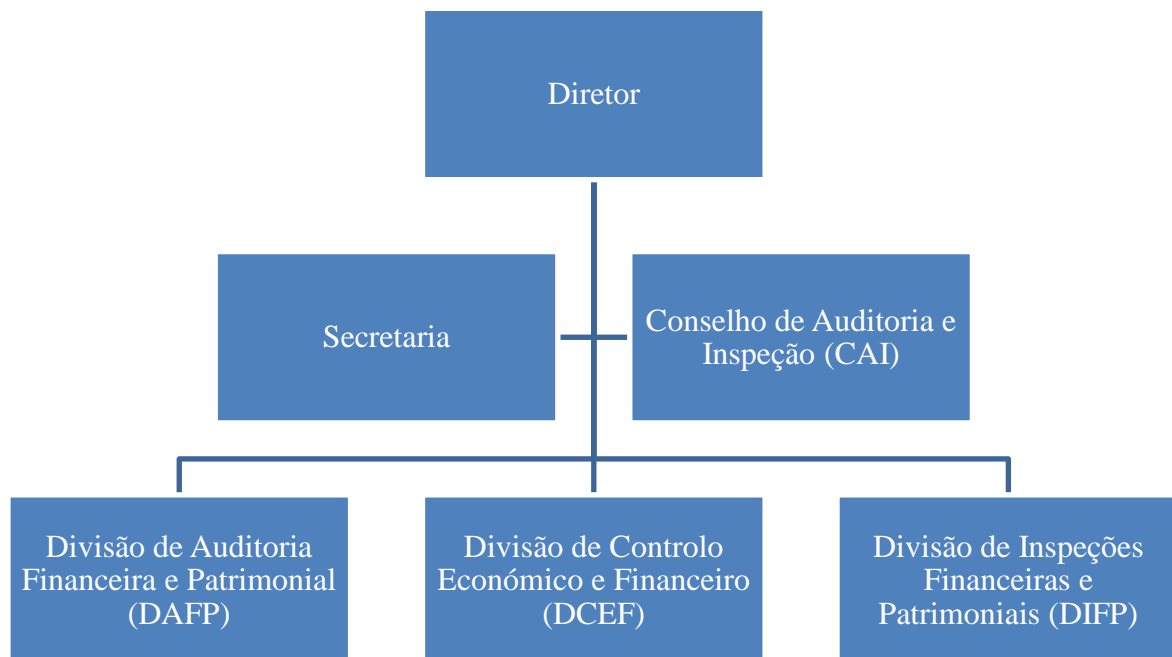 Diretor
Secretaria
Conselho de Auditoria e
Inspeção (CAI)
Divisão de Auditoria
Financeira e Patrimonial
(DAFP)
Divisão de Controlo
Económico e Financeiro
(DCEF)
Divisão de Inspeções
Financeiras e
Patrimoniais (DIFP)